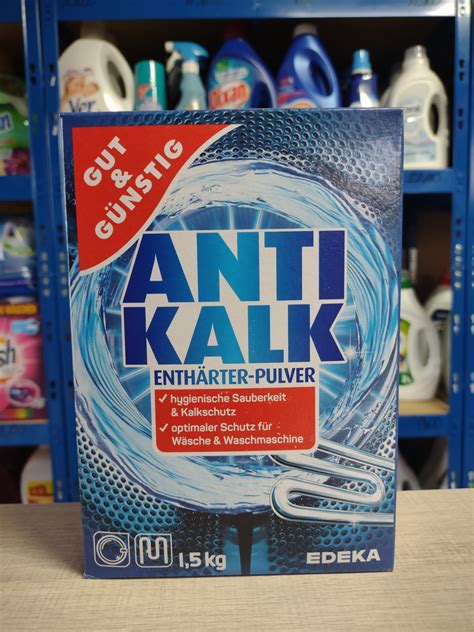 GUT
&
GÜNSTIG
ANTI
KALK
ENTHÄRTER-PULVER
hygienische Sauberkeit
& Kalkschutz
optimaler Schutz für
Wäsche & Waschmaschine
1,5 kg
EDEKA